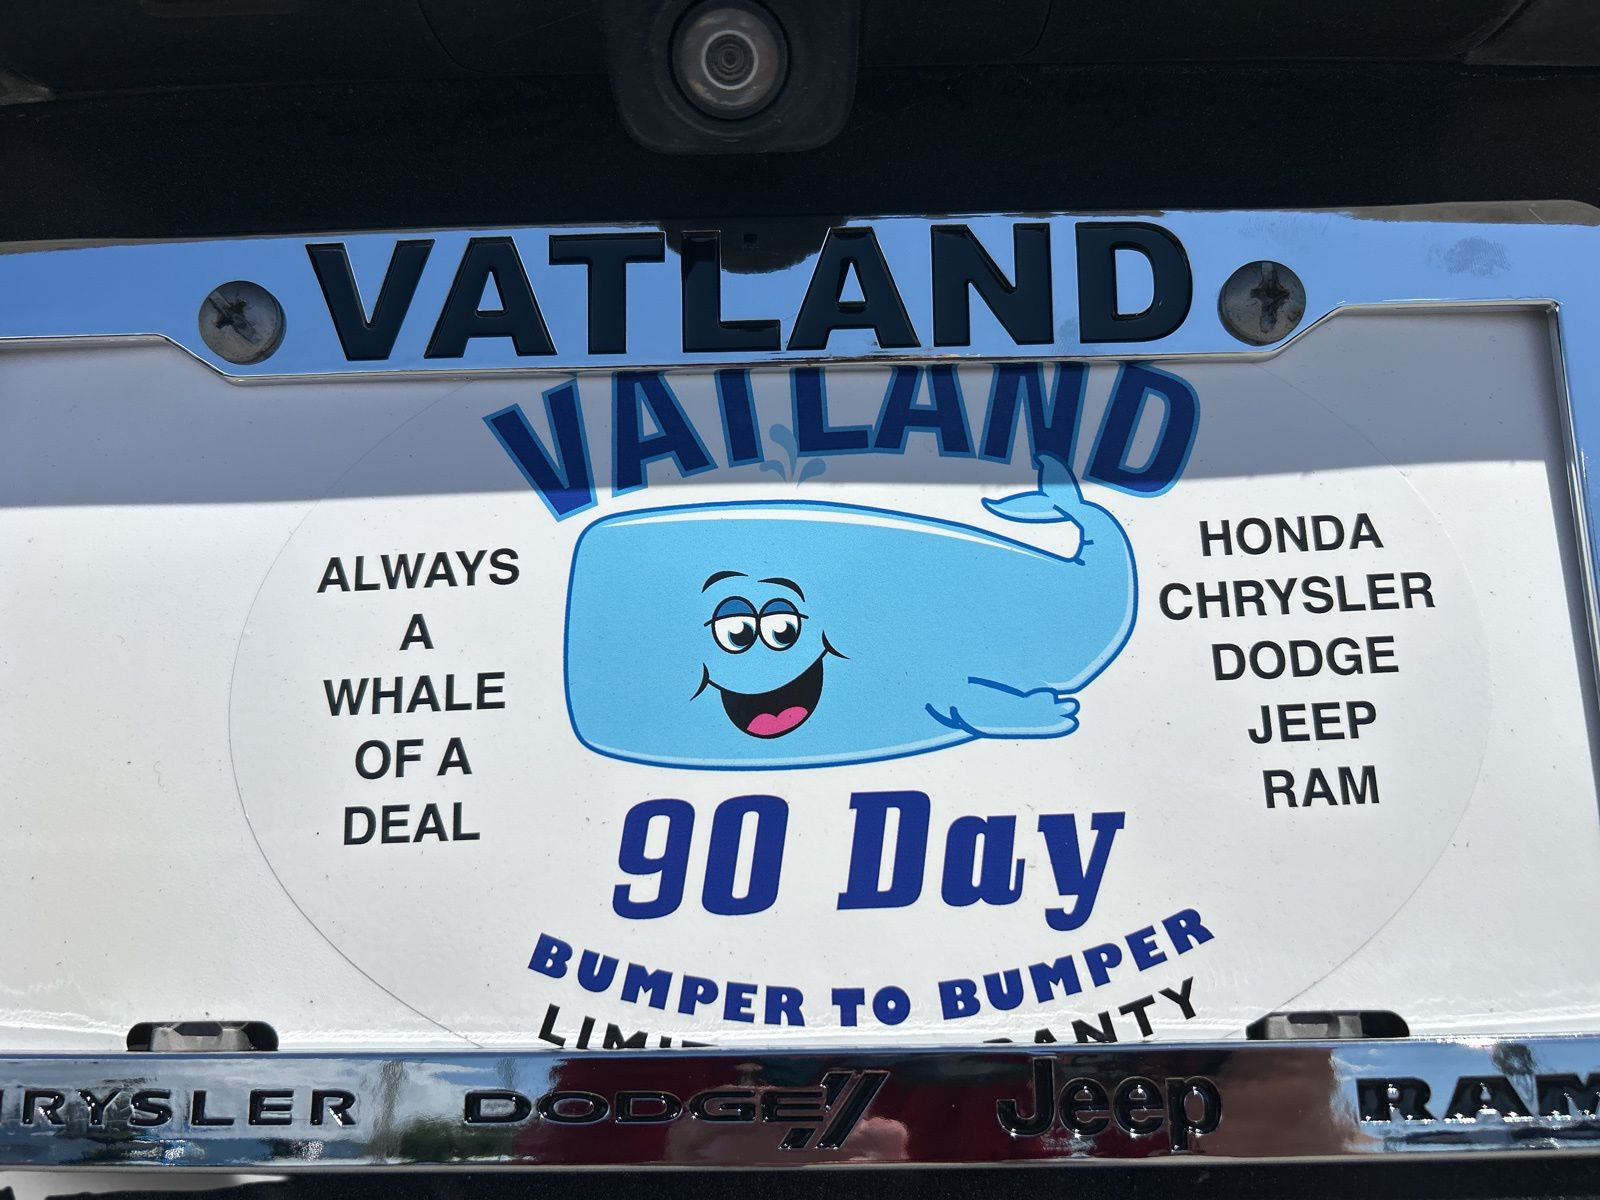 VATLAND
VATLAND
ALWAYS
A
WHALE
OF A
DEAL
HONDA
CHRYSLER
DODGE
JEEP
RAM
90 Day
BUMPER TO BUMPER
DODGE Jeep RAM